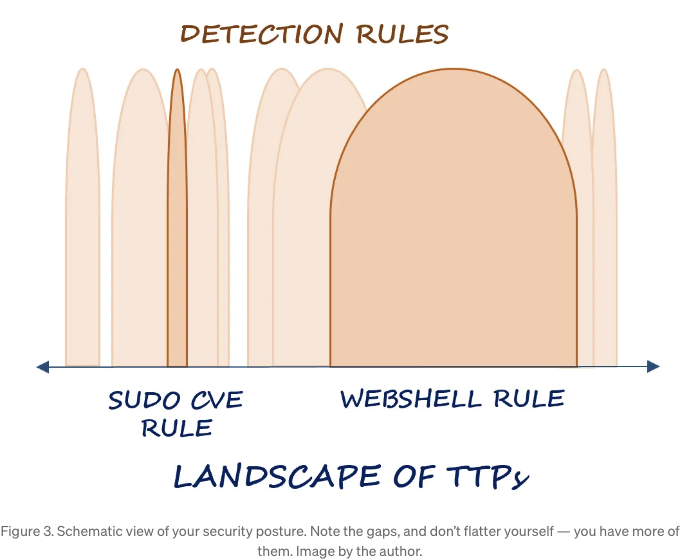 DETECTION RULES
SUDO CVE
RULE
WEBSHELL RULE
LANDSCAPE OF TTPs
Figure 3. Schematic view of your security posture. Note the gaps, and don't flatter yourself — you have more of
them. Image by the author.